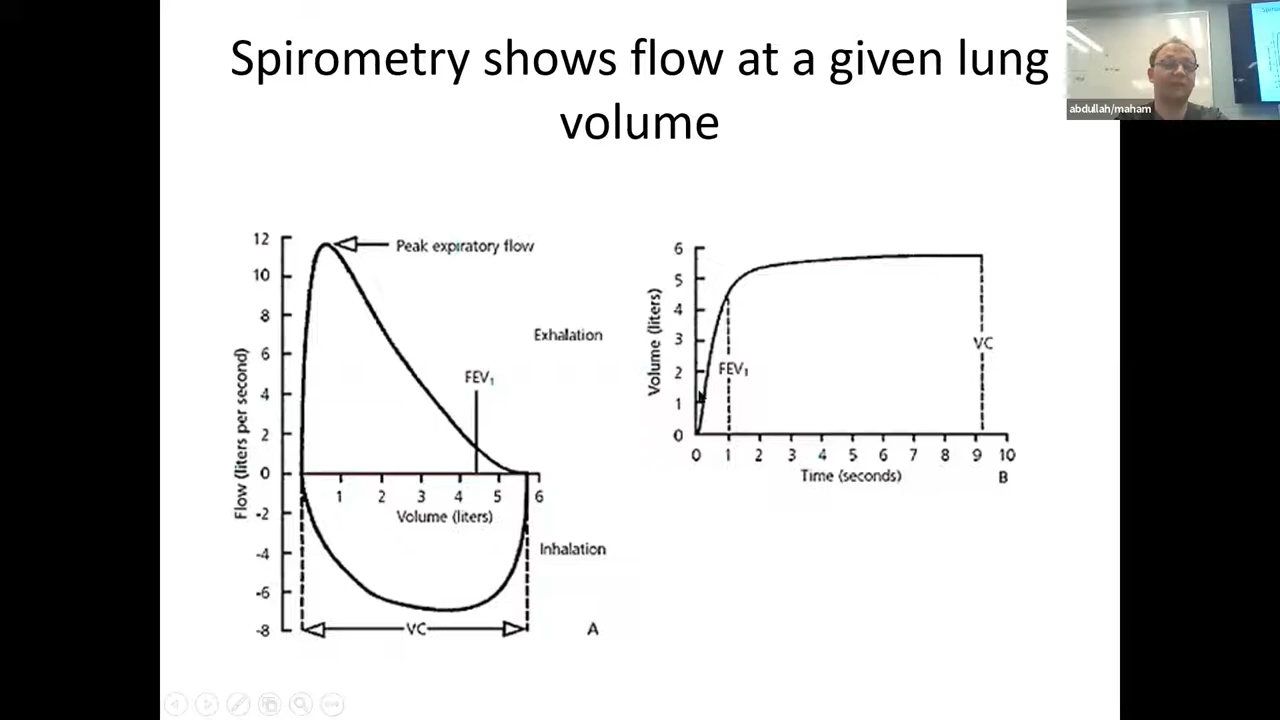 Spirometry shows flow at a given lung
volume
abdullah/maham
12
10
8
6
4
2
0
-2
-4
-6
-8
Flow (liters per second)
Peak expiratory flow
Exhalation
FEV1
1 2 3 4 5 6
Volume (liters)
Inhalation
VC
A
6
5
4
3
2
1
0
Volume (liters)
FEV1
VC
0 1 2 3 4 5 6 7 8 9 10
Time (seconds)
B